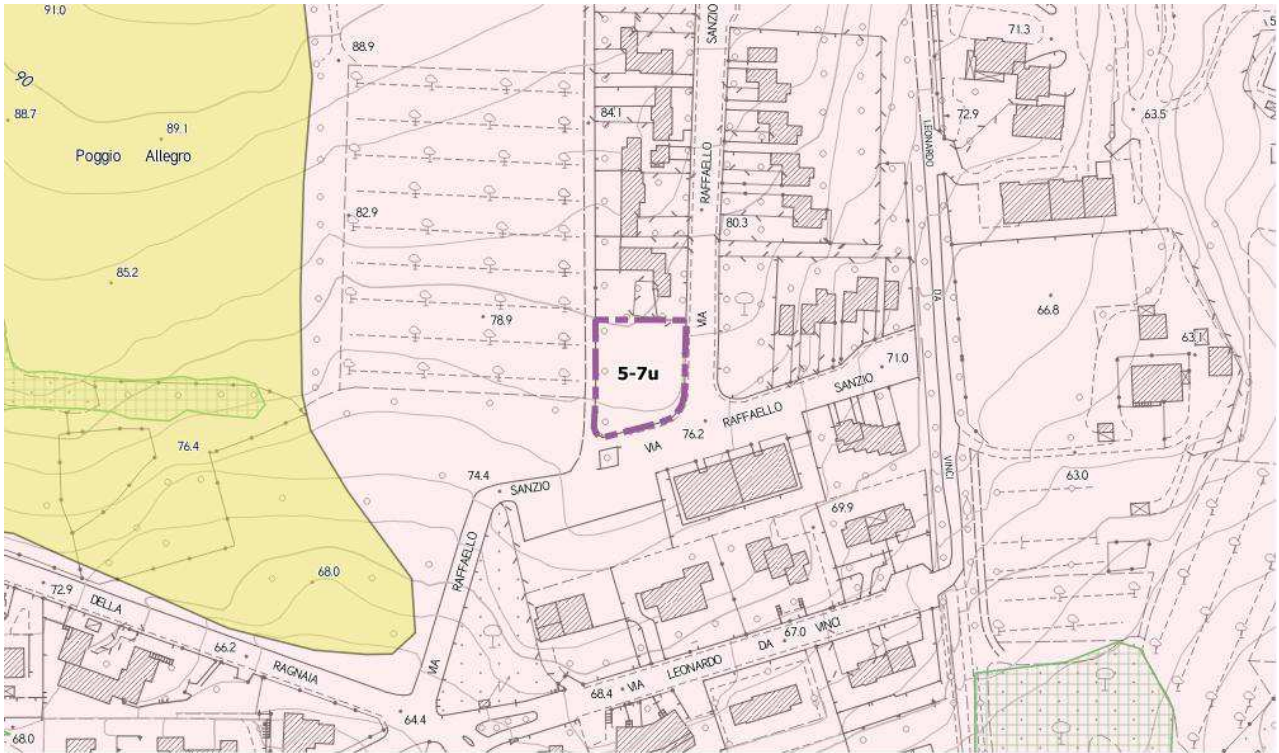 91.0
SANZIO
71.3
5
88.9
90
88.7
84.1
72.9
63.5
89.1
Poggio Allegro
LEONARDO
RAFFAELLO
82.9
80.3
85.2
DA
66.8
78.9
VIA
63.1
5-7u
71.0
SANZIO
RAFFAELLO
76.2
VIA
76.4
74.4
SANZIO
VINCI
63.0
69.9
RAFFAELLO
68.0
72.9
DELLA
67.0
VINCI
DA
66.2
RAGNAIA
VIA
LEONARDO
VIA
68.4
64.4
68.0